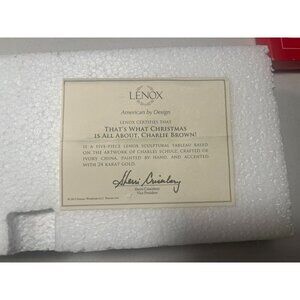 LENOX
American by Design
LENOX CERTIFIES THAT
THAT'S WHAT CHRISTMAS
IS ALL ABOUT, CHARLIE BROWN!
IS A FIVE-PIECE LENOX SCULPTURAL TABLEAU BASED
ON THE ARTWORK OF CHARLES SCHULZ, CRAFTED OF
IVORY CHINA, PAINTED BY HAND, AND ACCENTED
WITH 24 KARAT GOLD.
Vice President